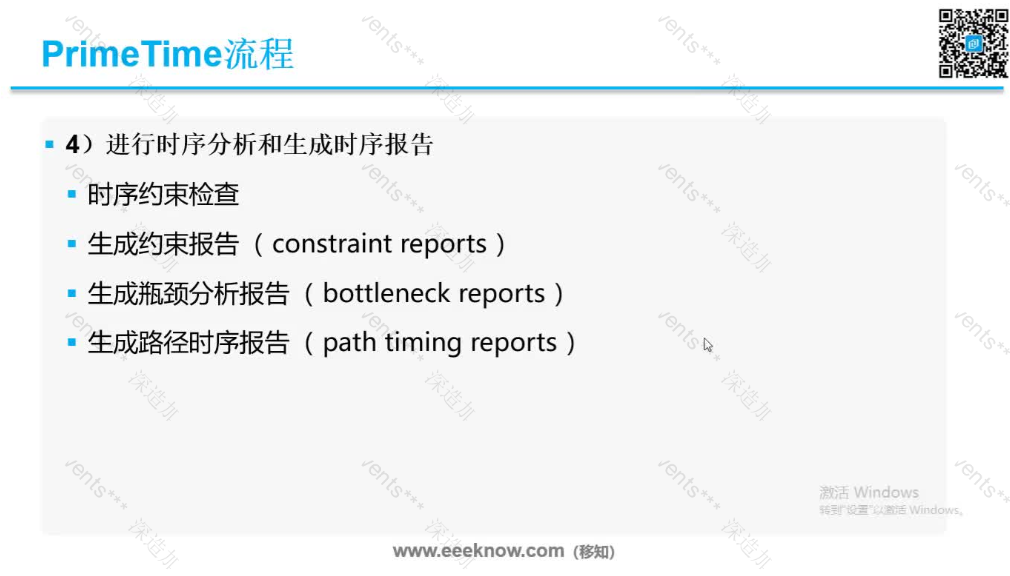 PrimeTime流程
4）进行时序分析和生成时序报告
时序约束检查
生成约束报告（constraint reports）
生成瓶颈分析报告（bottleneck reports）
生成路径时序报告（path timing reports）
激活 Windows
转到"设置"以激活 Windows。
www.eeeknow.com（移知）